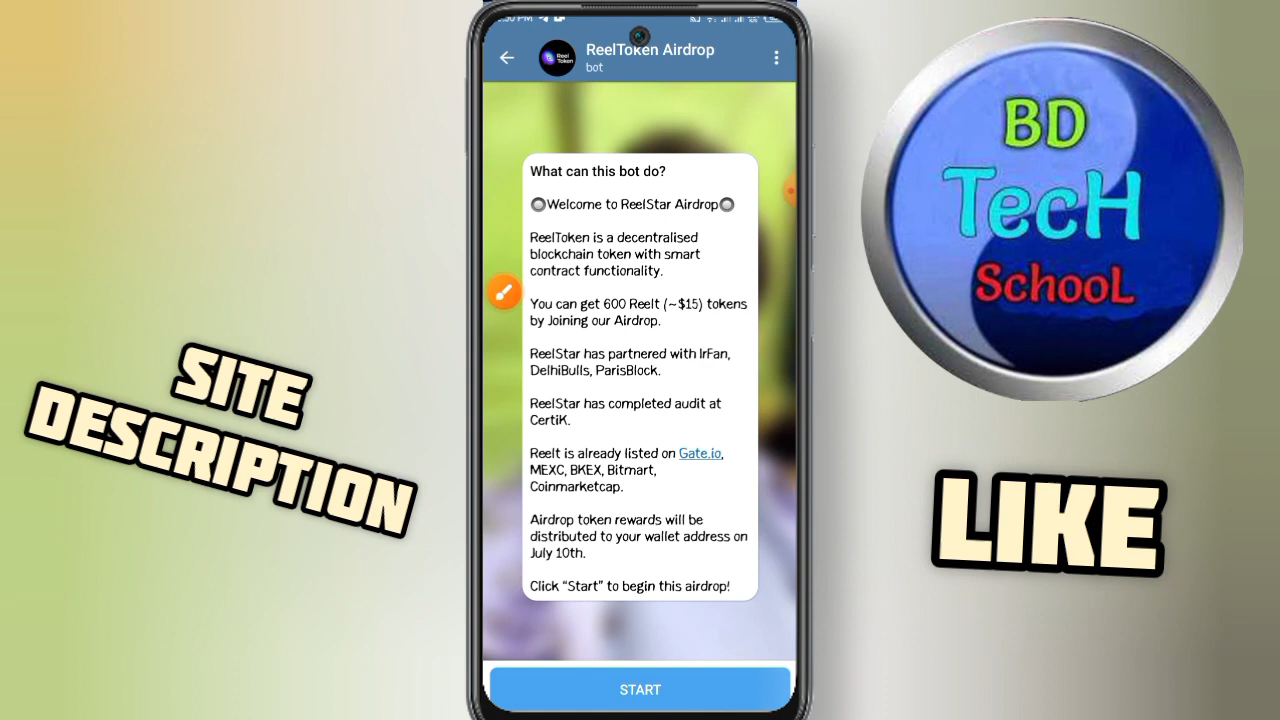 ReelToken Airdrop
bot
Reel
Token
What can this bot do?
Welcome to ReelStar Airdrop
ReelToken is a decentralised
blockchain token with smart
contract functionality.
You can get 600 Reelt (~$15) tokens
by Joining our Airdrop.
ReelStar has partnered with IrFan,
DelhiBulls, ParisBlock.
ReelStar has completed audit at
CertiK.
Reelt is already listed on Gate.io,
MEXC, BKEX, Bitmart,
Coinmarketcap.
Airdrop token rewards will be
distributed to your wallet address on
July 10th.
Click “Start” to begin this airdrop!
START
SITE
DESCRIPTION
BD
TecH
SchooL
LIKE